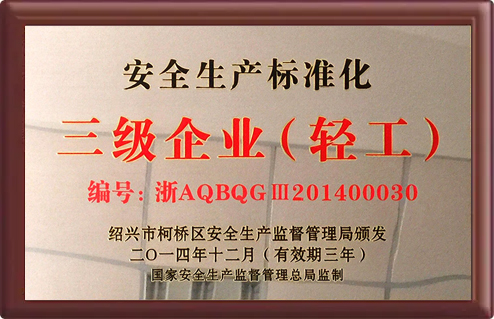 安全生产标准化
三级企业（轻工）
编号：浙AQBQGⅢ201400030
绍兴市柯桥区安全生产监督管理局颁发
二〇一四年十二月（有效期三年）
国家安全生产监督管理总局监制